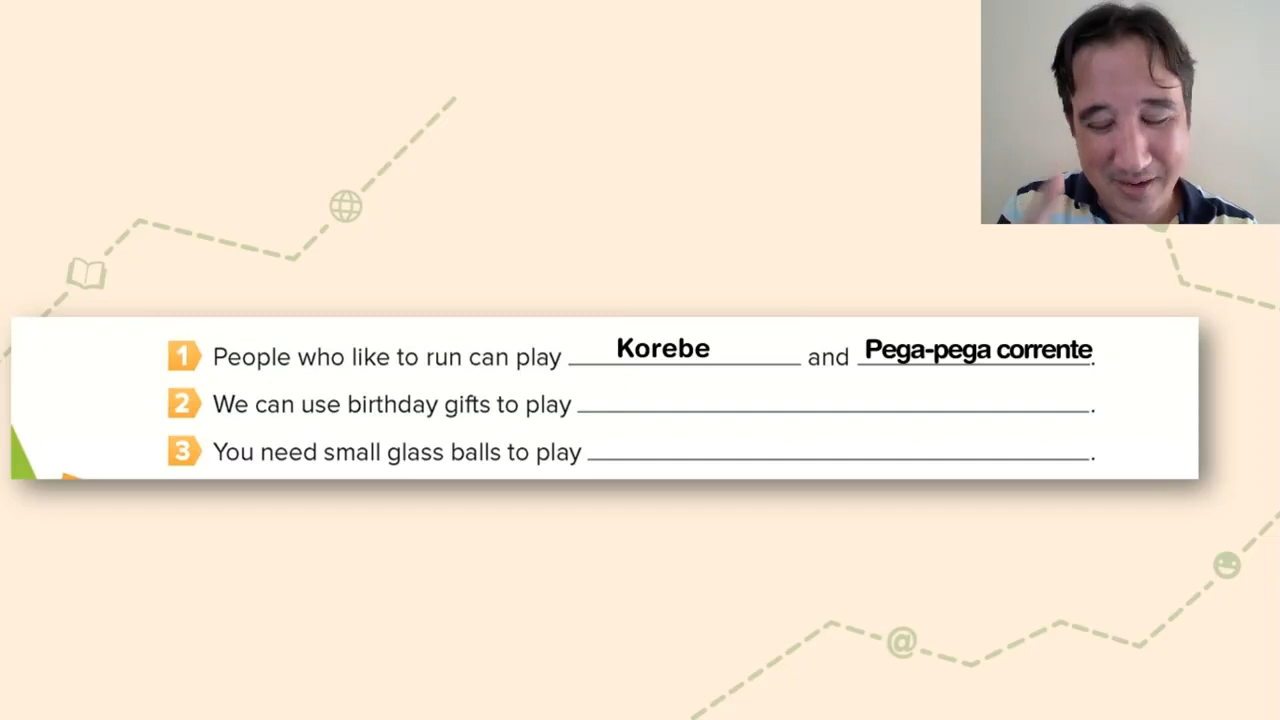 1 People who like to run can play Korebe and Pega-pega corrente.
2 We can use birthday gifts to play .
3 You need small glass balls to play .